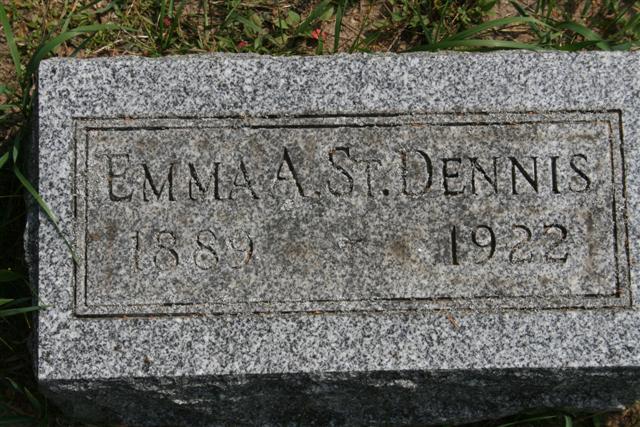 EMMA A. ST. DENNIS
1889 - 1922